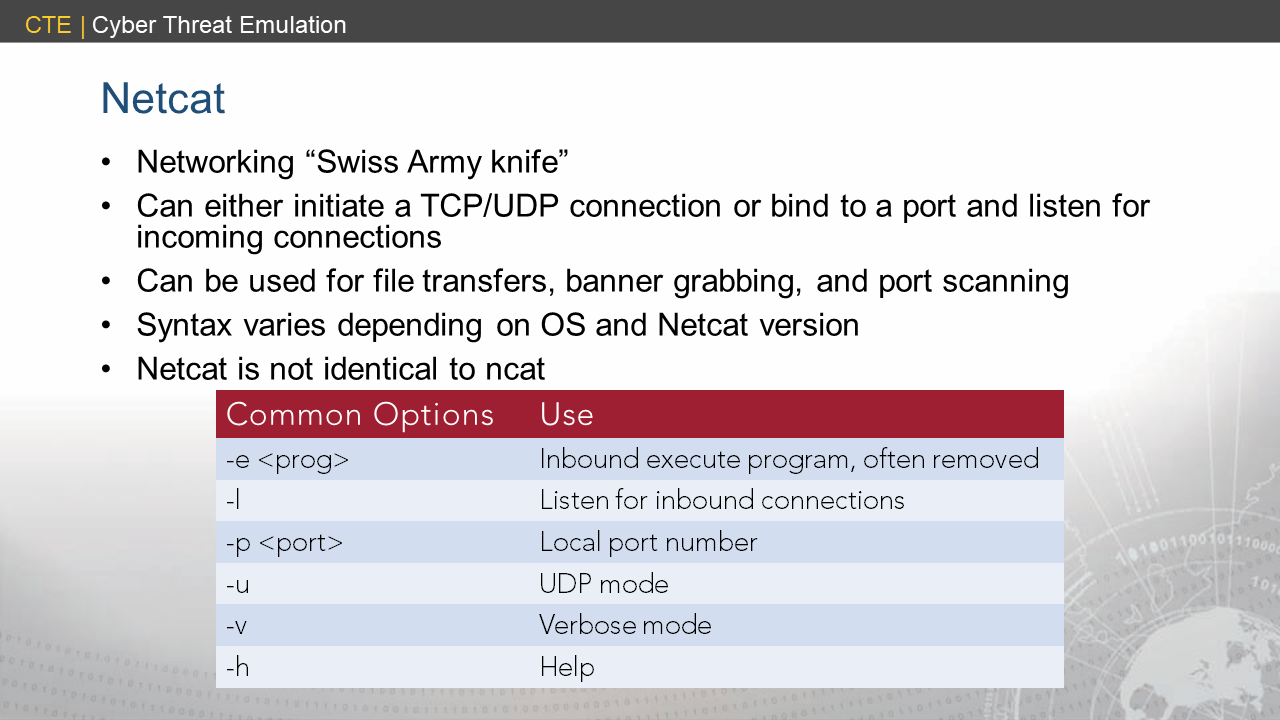 CTE | Cyber Threat Emulation
Netcat
• Networking “Swiss Army knife”
• Can either initiate a TCP/UDP connection or bind to a port and listen for
incoming connections
• Can be used for file transfers, banner grabbing, and port scanning
• Syntax varies depending on OS and Netcat version
• Netcat is not identical to ncat
Common Options Use
-e <prog> Inbound execute program, often removed
-l Listen for inbound connections
-p <port> Local port number
-u UDP mode
-v Verbose mode
-h Help